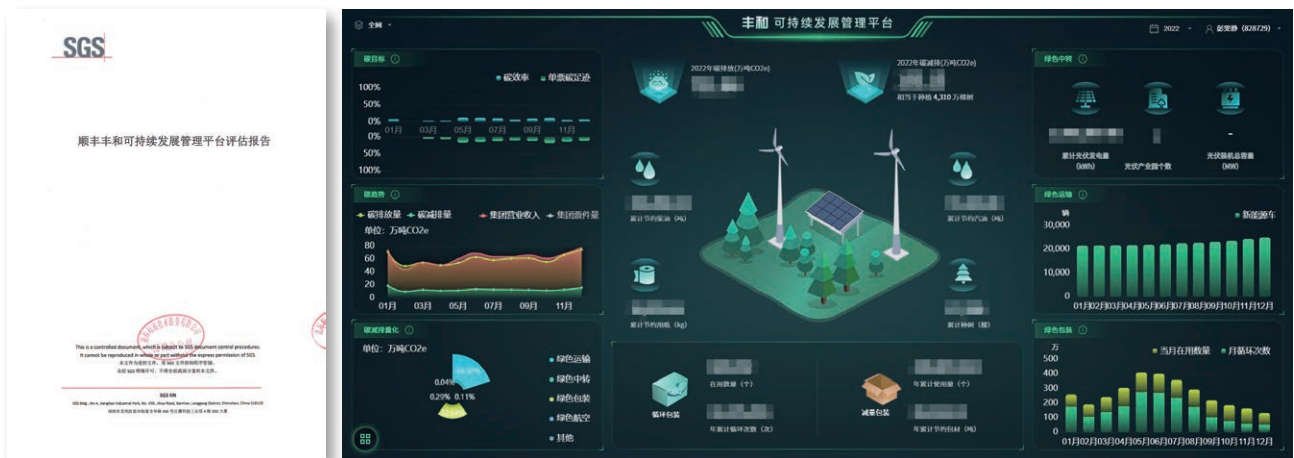 SGS
顺丰丰和可持续发展管理平台评估报告
This is a controlled document, which is subject to SGS document control procedures.
It cannot be reproduced in whole or part without the express permission of SGS.
未经 SGS 明确许可，不得全部或部分复制本文件。
全网
丰和 可持续发展管理平台
2022
(828729)
碳目标
碳效率 单票碳足迹
100%
50%
0%
01月 03月 05月 07月 09月 11月
0%
50%
100%
碳趋势
碳排放量 碳减排量 集团营业收入 集团票件量
单位：万吨CO2e
80
60
40
20
0
01月 03月 05月 07月 09月 11月
碳减排量化
单位：万吨CO2e
0.04%
0.29% 0.11%
绿色运输
绿色中转
绿色包装
绿色航空
其他
2022年碳排放(万吨CO2e)
2022年碳减排(万吨CO2e)
相当于种植 4,310 万棵树
累计节约柴油（吨）
累计节约汽油（吨）
累计节约用纸（kg）
累计种树（棵）
循环包装
在用数量（个）
年累计循环次数（次）
减量包装
年累计使用量（个）
年累计节约包材（吨）
绿色中转
累计光伏发电量
(kWh)
光伏产业园个数
-
光伏装机总容量
(MW)
绿色运输
辆
新能源车
30,000
20,000
10,000
0
01月02月03月04月05月06月07月08月09月10月11月12月
绿色包装
万
当月在用数量 月循环次数
500
400
300
200
100
0
01月02月03月04月05月06月07月08月09月10月11月12月